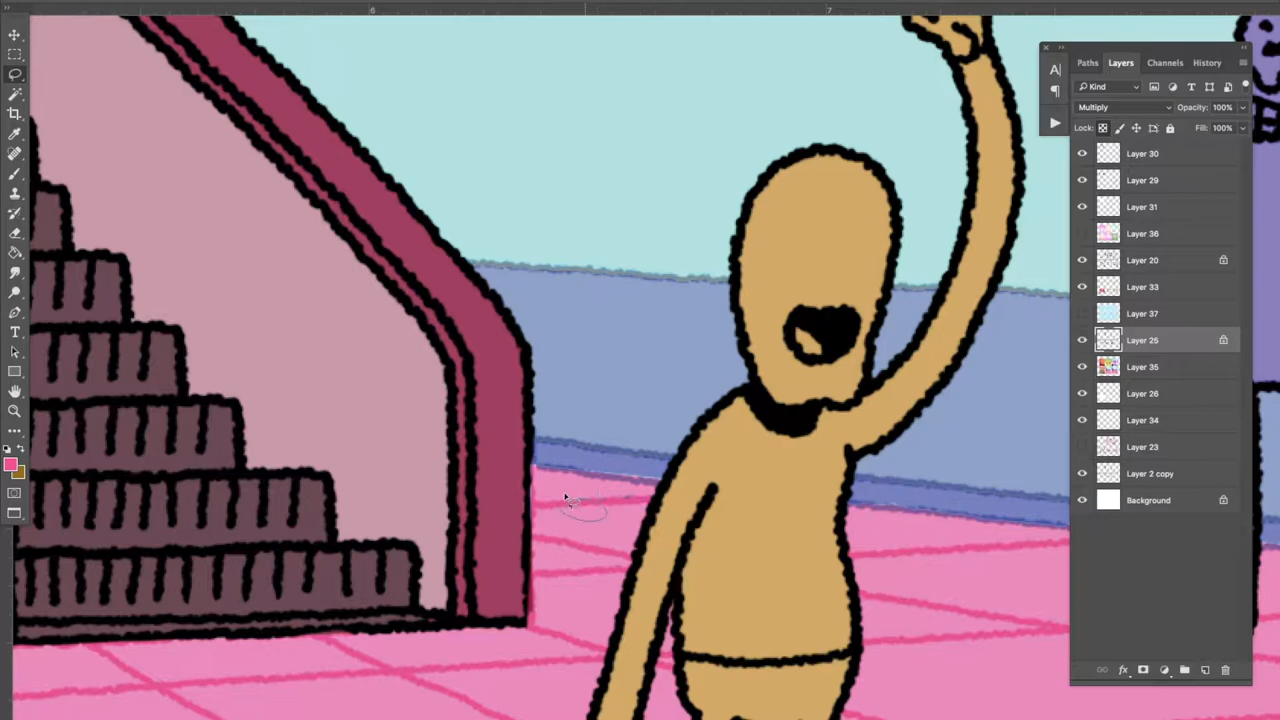 6
7
Paths Layers Channels History
Kind
Multiply Opacity: 100%
Lock: Fill: 100%
Layer 30
Layer 29
Layer 31
Layer 36
Layer 20
Layer 33
Layer 37
Layer 25
Layer 35
Layer 26
Layer 34
Layer 23
Layer 2 copy
Background